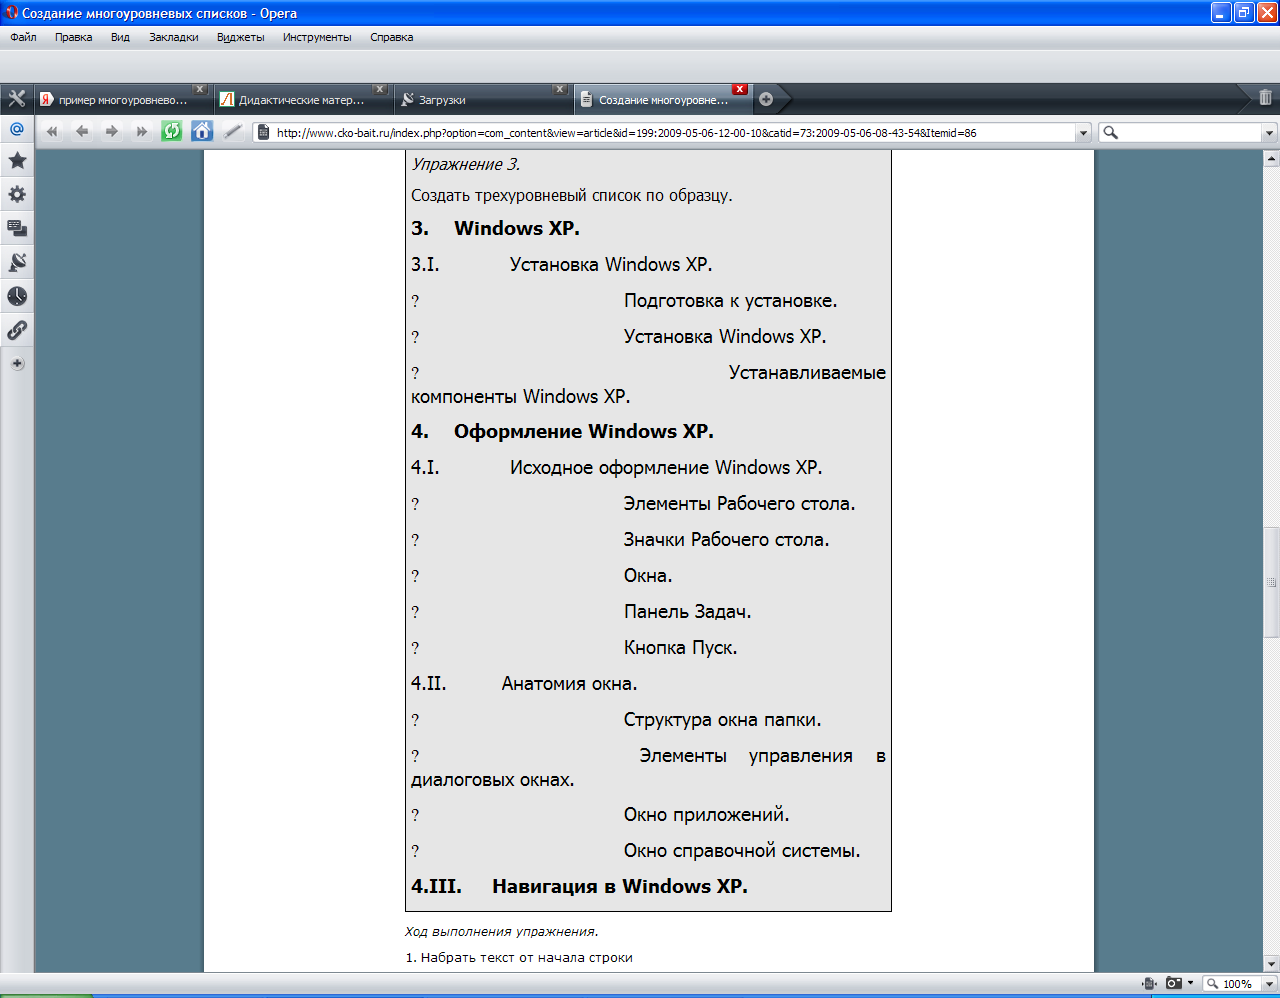 Создание многоуровневых списков - Opera
Файл Правка Вид Закладки Виджеты Инструменты Справка
пример многоуровнево... Дидактические матер... Загрузки Создание многоуровне...
http://www.cko-bait.ru/index.php?option=com_content&view=article&id=199:2009-05-06-12-00-10&catid=73:2009-05-06-08-43-54&Itemid=86
Упражнение 3.
Создать трехуровневый список по образцу.
3. Windows XP.
3.I. Установка Windows XP.
? Подготовка к установке.
? Установка Windows XP.
? Устанавливаемые
компоненты Windows XP.
4. Оформление Windows XP.
4.I. Исходное оформление Windows XP.
? Элементы Рабочего стола.
? Значки Рабочего стола.
? Окна.
? Панель Задач.
? Кнопка Пуск.
4.II. Анатомия окна.
? Структура окна папки.
? Элементы управления в
диалоговых окнах.
? Окно приложений.
? Окно справочной системы.
4.III. Навигация в Windows XP.
Ход выполнения упражнения.
1. Набрать текст от начала строки
100%